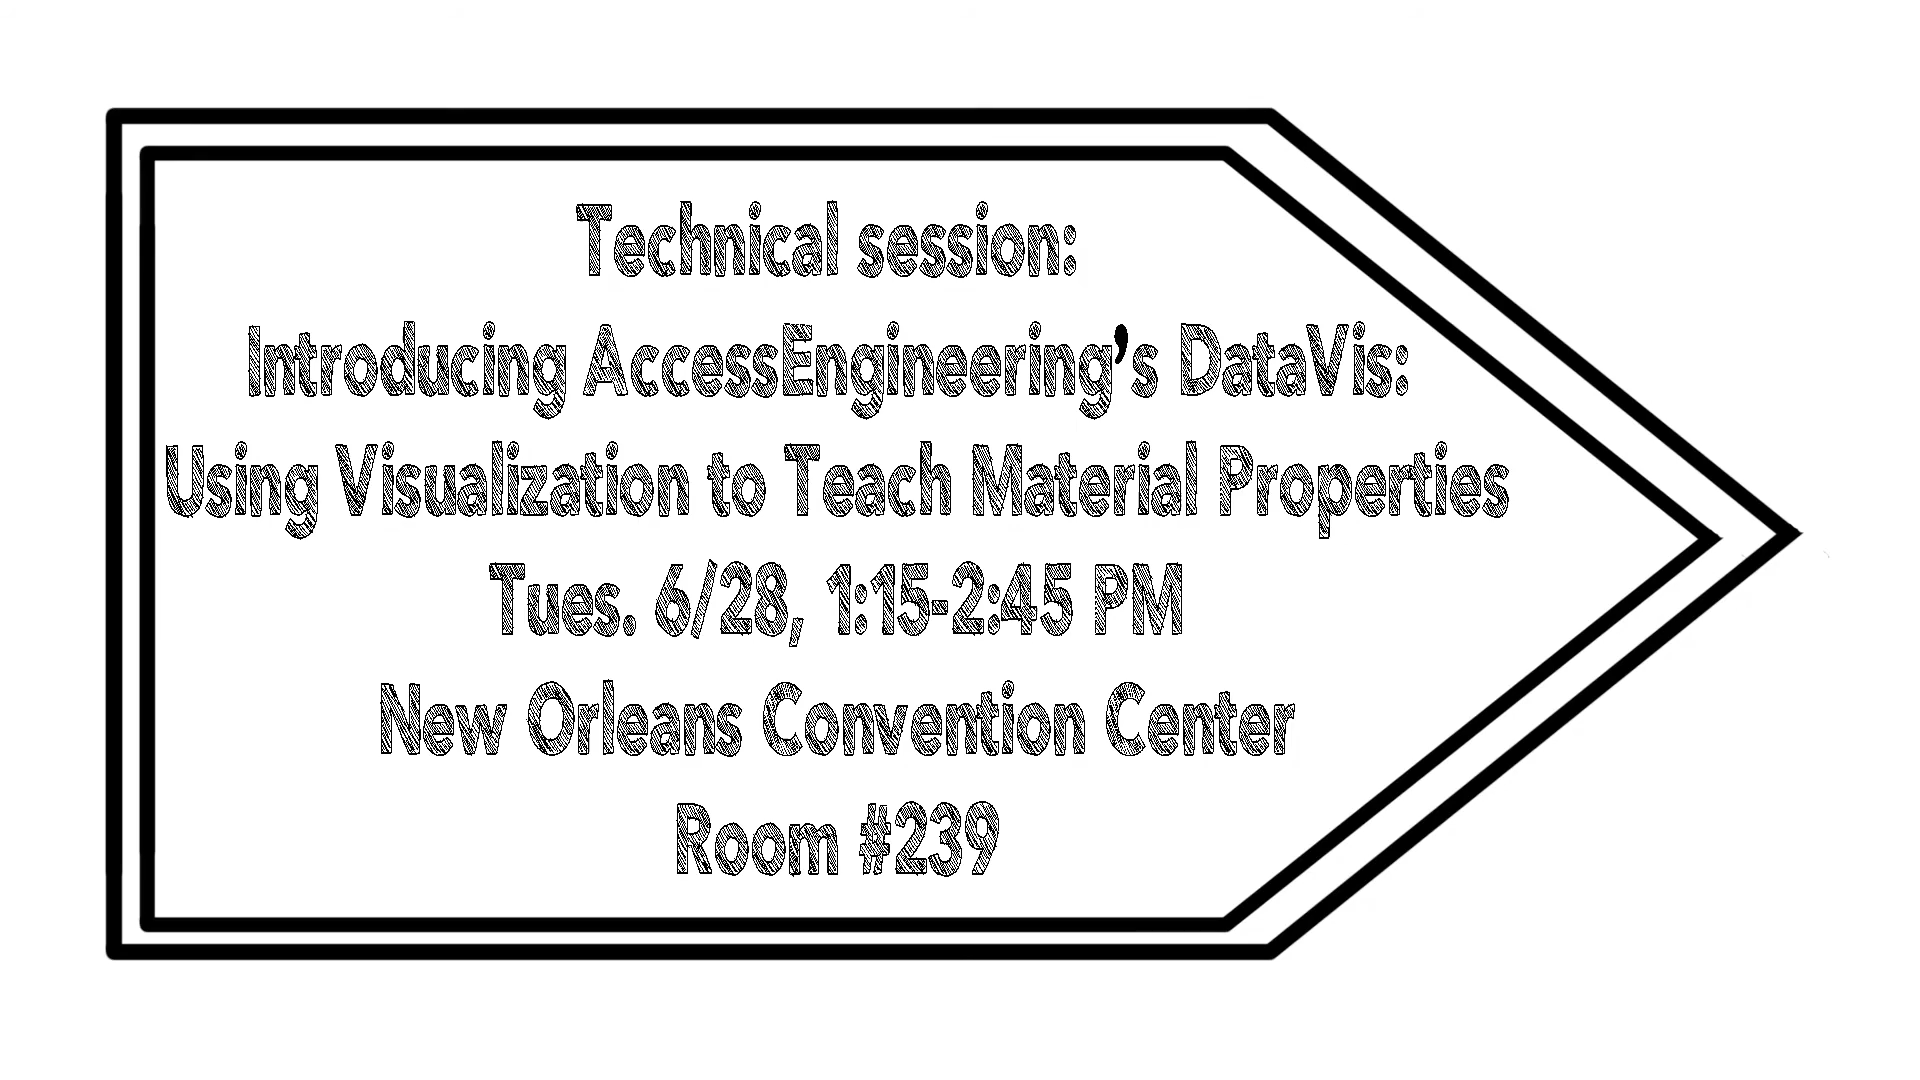 Technical session:
Introducing AccessEngineering's DataVis:
Using Visualization to Teach Material Properties
Tues. 6/28, 1:15-2:45 PM
New Orleans Convention Center
Room #239